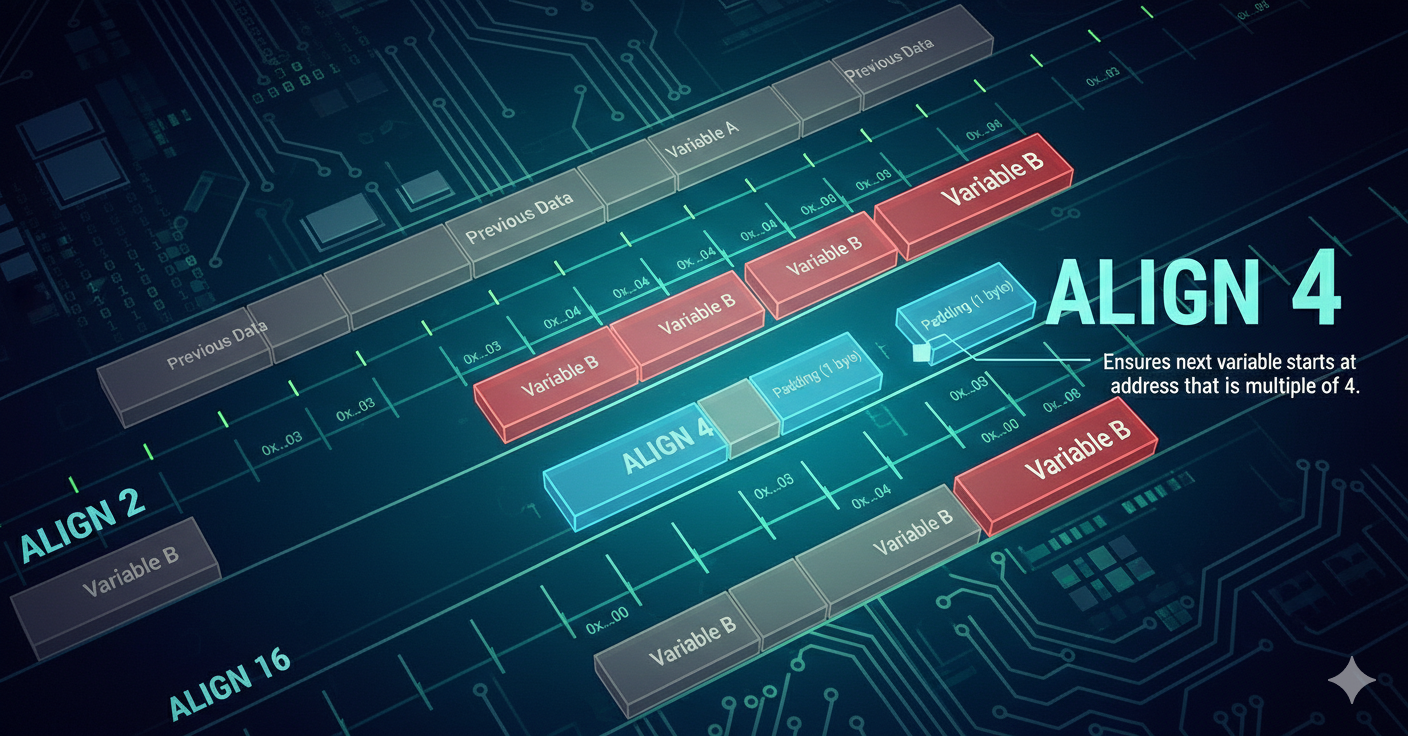 Previous Data
Variable A
Previous Data
Previous Data
0x...03
0x...08
0x...08
0x...08
0x...04
0x...04
0x...04
0x...04
0x...03
0x...03
0x...03
Variable B
Variable B
Variable B
Variable B
ALIGN 4
Ensures next variable starts at
address that is multiple of 4.
Padding (1 byte)
Padding (1 byte)
ALIGN 4
ALIGN 2
Variable B
0x...08
0x...00
0x...03
0x...04
0x...00
Variable B
Variable B
Variable B
ALIGN 16